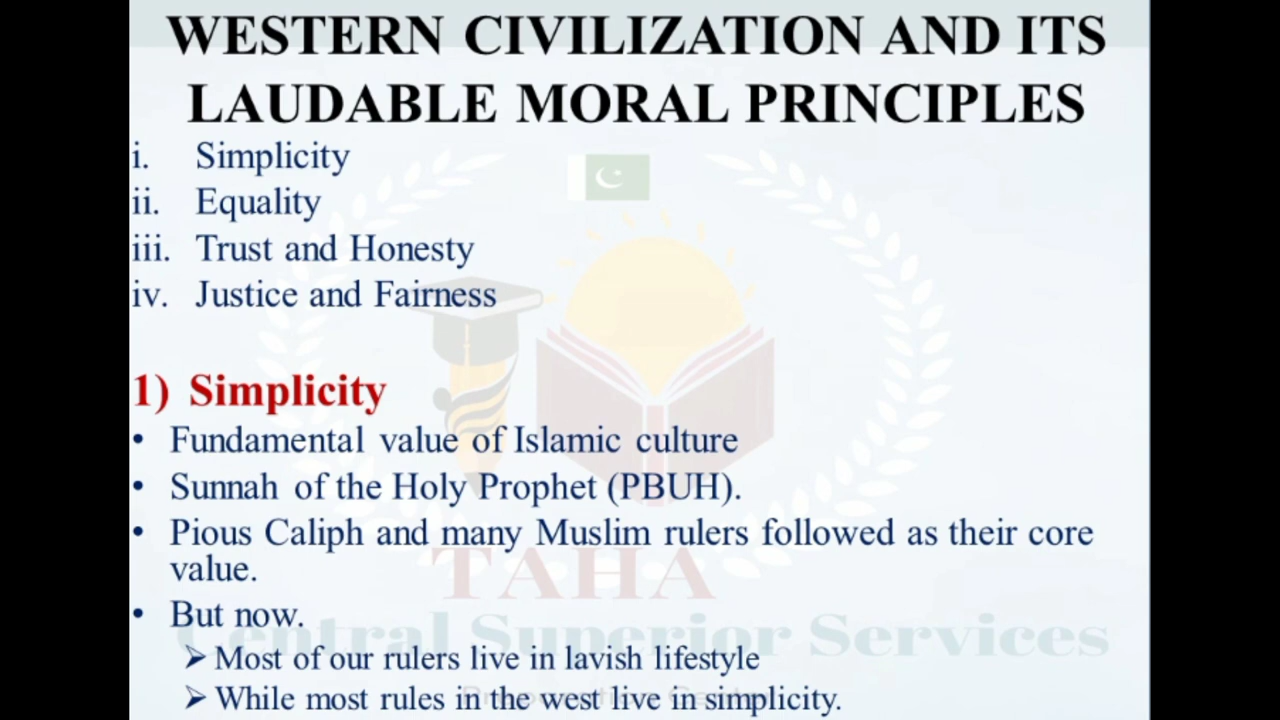 WESTERN CIVILIZATION AND ITS
LAUDABLE MORAL PRINCIPLES
i. Simplicity
ii. Equality
iii. Trust and Honesty
iv. Justice and Fairness
1) Simplicity
• Fundamental value of Islamic culture
• Sunnah of the Holy Prophet (PBUH).
• Pious Caliph and many Muslim rulers followed as their core
value.
TAHA
• But now.
Central Superior Services
➢ Most of our rulers live in lavish lifestyle
➢ While most rules in the west live in simplicity.